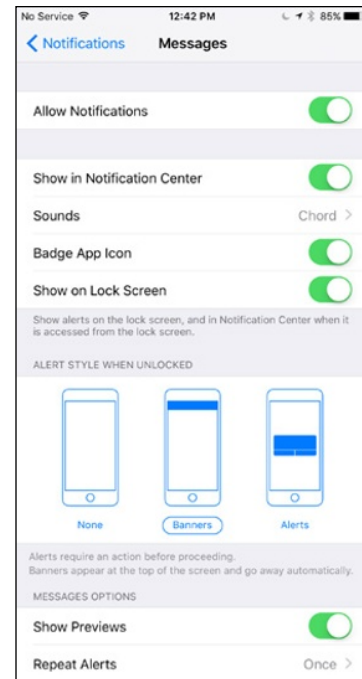 No Service 12:42 PM 85%
Notifications Messages
Allow Notifications
Show in Notification Center
Sounds Chord
Badge App Icon
Show on Lock Screen
Show alerts on the lock screen, and in Notification Center when it
is accessed from the lock screen.
ALERT STYLE WHEN UNLOCKED
None Banners Alerts
Alerts require an action before proceeding.
Banners appear at the top of the screen and go away automatically.
MESSAGES OPTIONS
Show Previews
Repeat Alerts Once